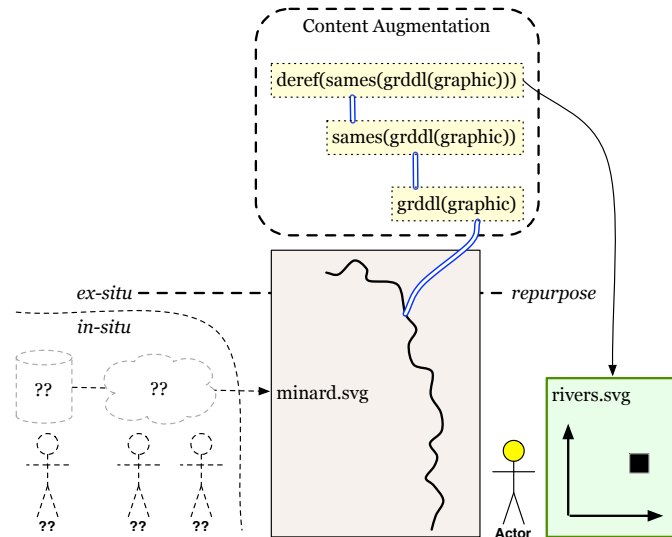 Content Augmentation
deref(sames(grddl(graphic)))
sames(grddl(graphic))
grddl(graphic)
ex-situ
repurpose
in-situ
??
??
minard.svg
rivers.svg
??
??
??
Actor